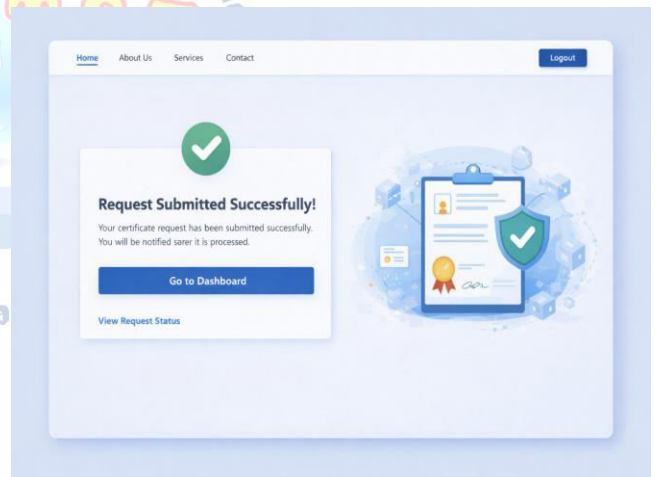 Home About Us Services Contact Logout
Request Submitted Successfully!
Your certificate request has been submitted successfully.
You will be notified sarer it is processed.
Go to Dashboard
View Request Status